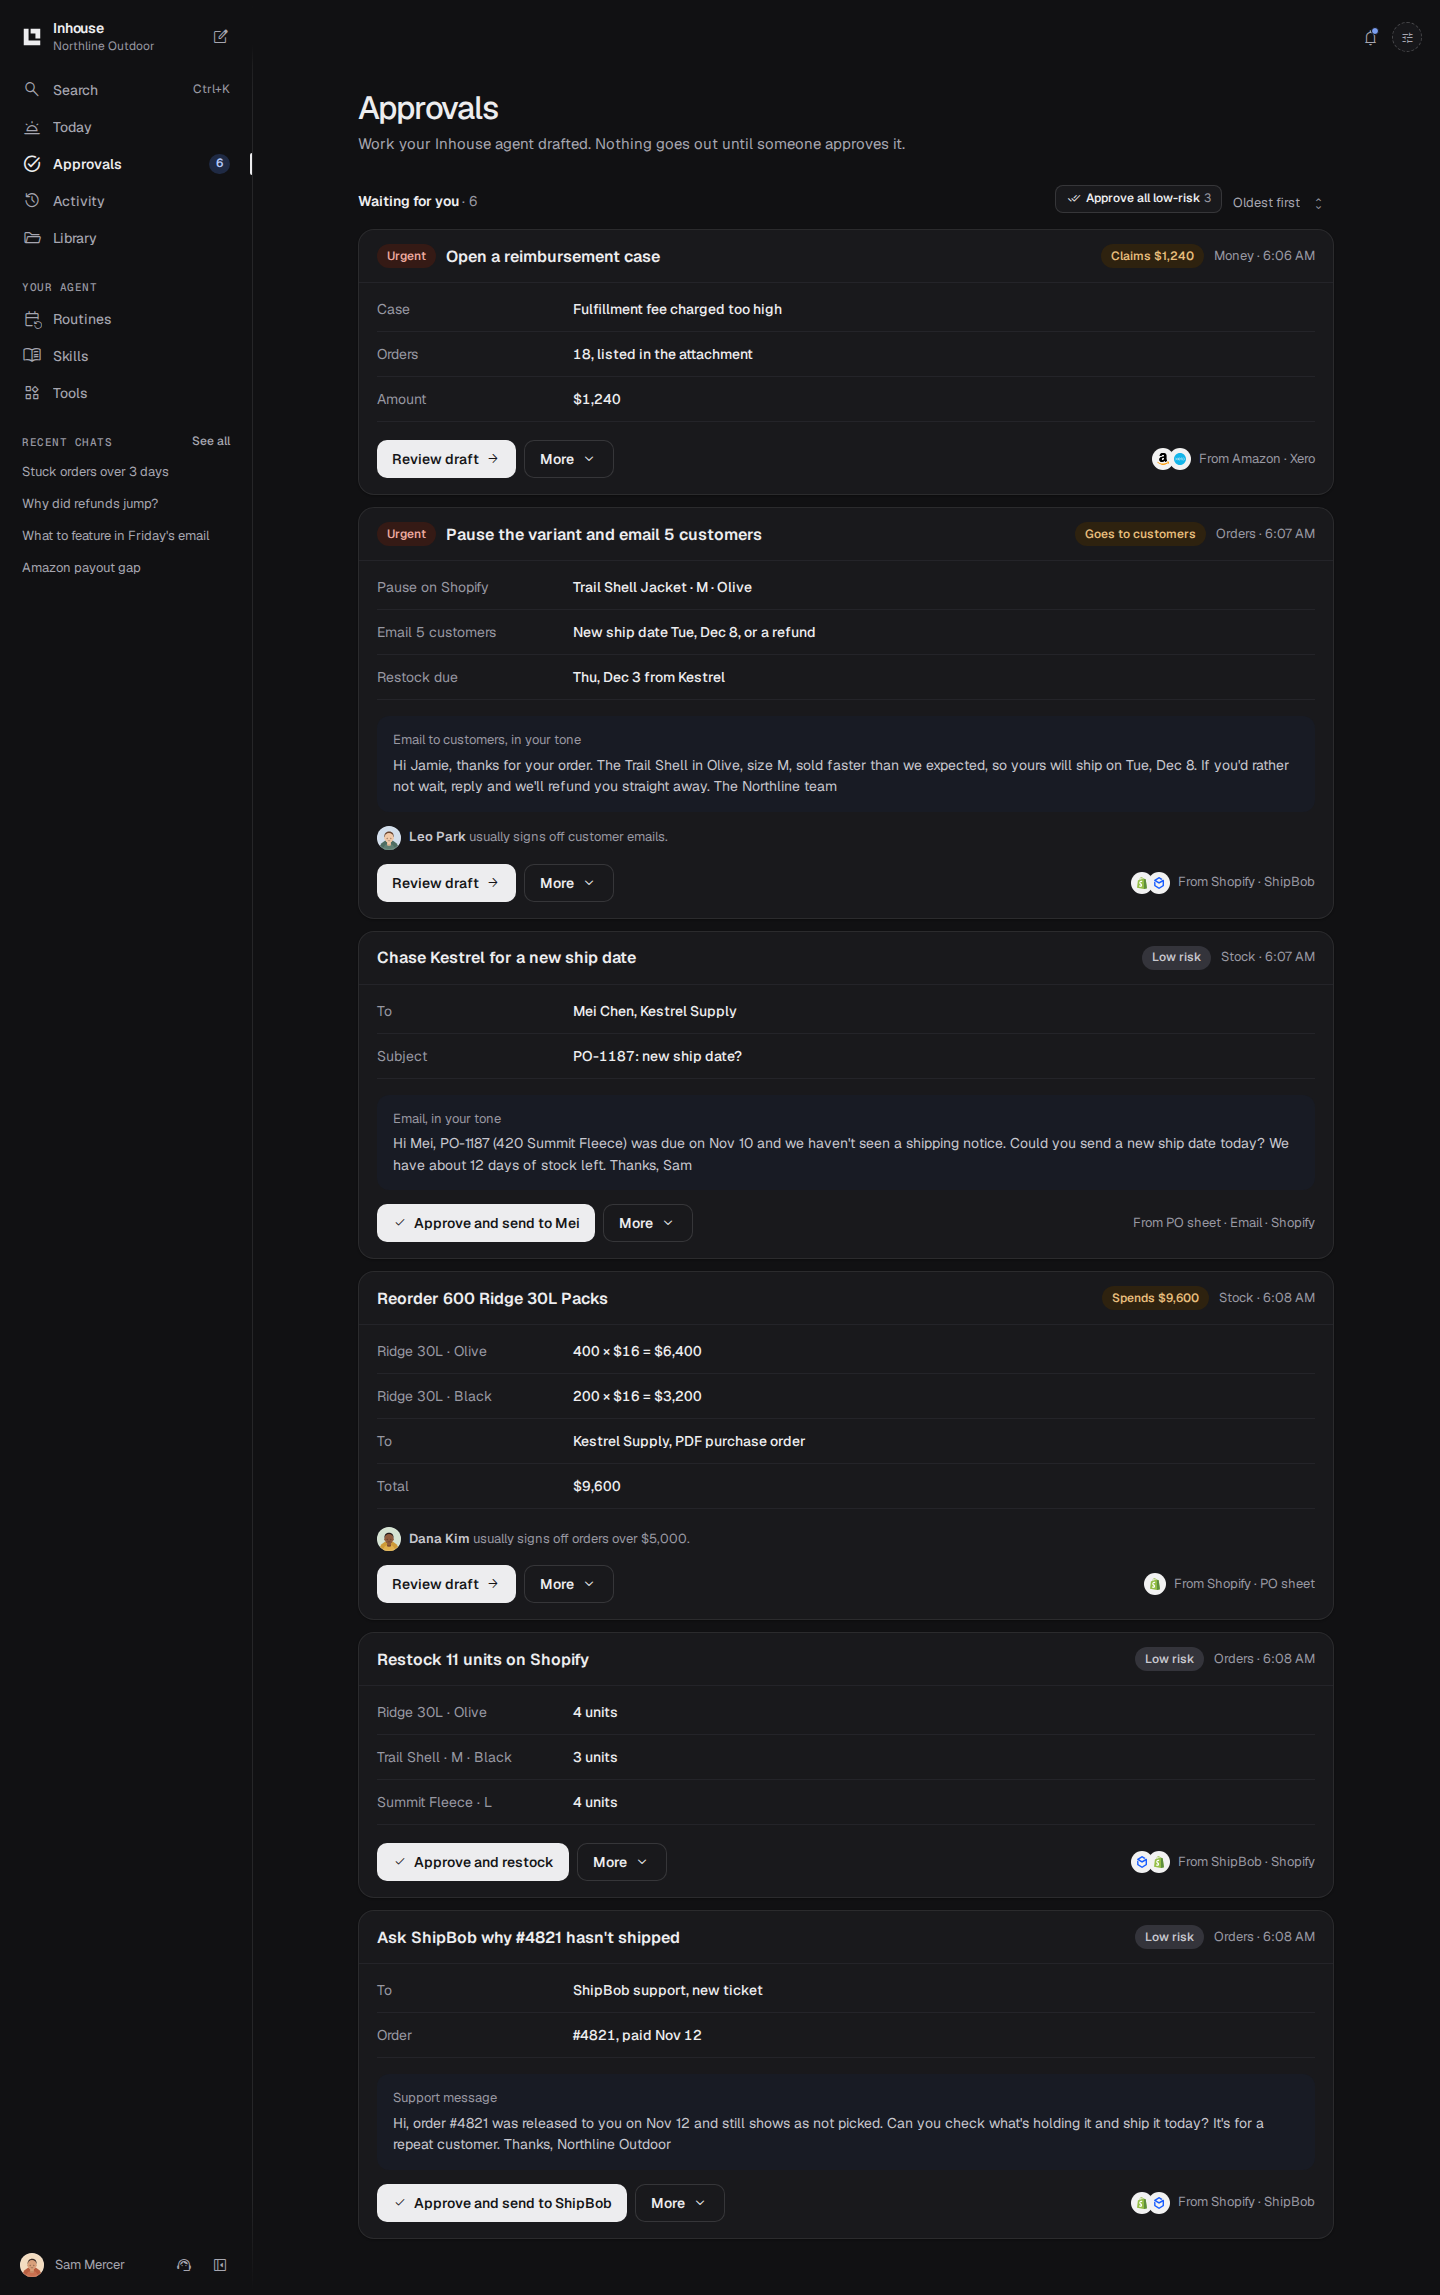 Inhouse
Northline Outdoor
Search Ctrl+K
Today
Approvals 6
Activity
Library
YOUR AGENT
Routines
Skills
Tools
RECENT CHATS See all
Stuck orders over 3 days
Why did refunds jump?
What to feature in Friday's email
Amazon payout gap
Sam Mercer
Approvals
Work your Inhouse agent drafted. Nothing goes out until someone approves it.
Waiting for you · 6 Approve all low-risk 3 Oldest first
Urgent Open a reimbursement case Claims $1,240 Money · 6:06 AM
Case Fulfillment fee charged too high
Orders 18, listed in the attachment
Amount $1,240
Review draft More From Amazon · Xero
Urgent Pause the variant and email 5 customers Goes to customers Orders · 6:07 AM
Pause on Shopify Trail Shell Jacket · M · Olive
Email 5 customers New ship date Tue, Dec 8, or a refund
Restock due Thu, Dec 3 from Kestrel
Email to customers, in your tone
Hi Jamie, thanks for your order. The Trail Shell in Olive, size M, sold faster than we expected, so yours will ship on Tue, Dec 8. If you'd rather
not wait, reply and we'll refund you straight away. The Northline team
Leo Park usually signs off customer emails.
Review draft More From Shopify · ShipBob
Chase Kestrel for a new ship date Low risk Stock · 6:07 AM
To Mei Chen, Kestrel Supply
Subject PO-1187: new ship date?
Email, in your tone
Hi Mei, PO-1187 (420 Summit Fleece) was due on Nov 10 and we haven't seen a shipping notice. Could you send a new ship date today? We
have about 12 days of stock left. Thanks, Sam
Approve and send to Mei More From PO sheet · Email · Shopify
Reorder 600 Ridge 30L Packs Spends $9,600 Stock · 6:08 AM
Ridge 30L · Olive 400 × $16 = $6,400
Ridge 30L · Black 200 × $16 = $3,200
To Kestrel Supply, PDF purchase order
Total $9,600
Dana Kim usually signs off orders over $5,000.
Review draft More From Shopify · PO sheet
Restock 11 units on Shopify Low risk Orders · 6:08 AM
Ridge 30L · Olive 4 units
Trail Shell · M · Black 3 units
Summit Fleece · L 4 units
Approve and restock More From ShipBob · Shopify
Ask ShipBob why #4821 hasn't shipped Low risk Orders · 6:08 AM
To ShipBob support, new ticket
Order #4821, paid Nov 12
Support message
Hi, order #4821 was released to you on Nov 12 and still shows as not picked. Can you check what's holding it and ship it today? It's for a
repeat customer. Thanks, Northline Outdoor
Approve and send to ShipBob More From Shopify · ShipBob